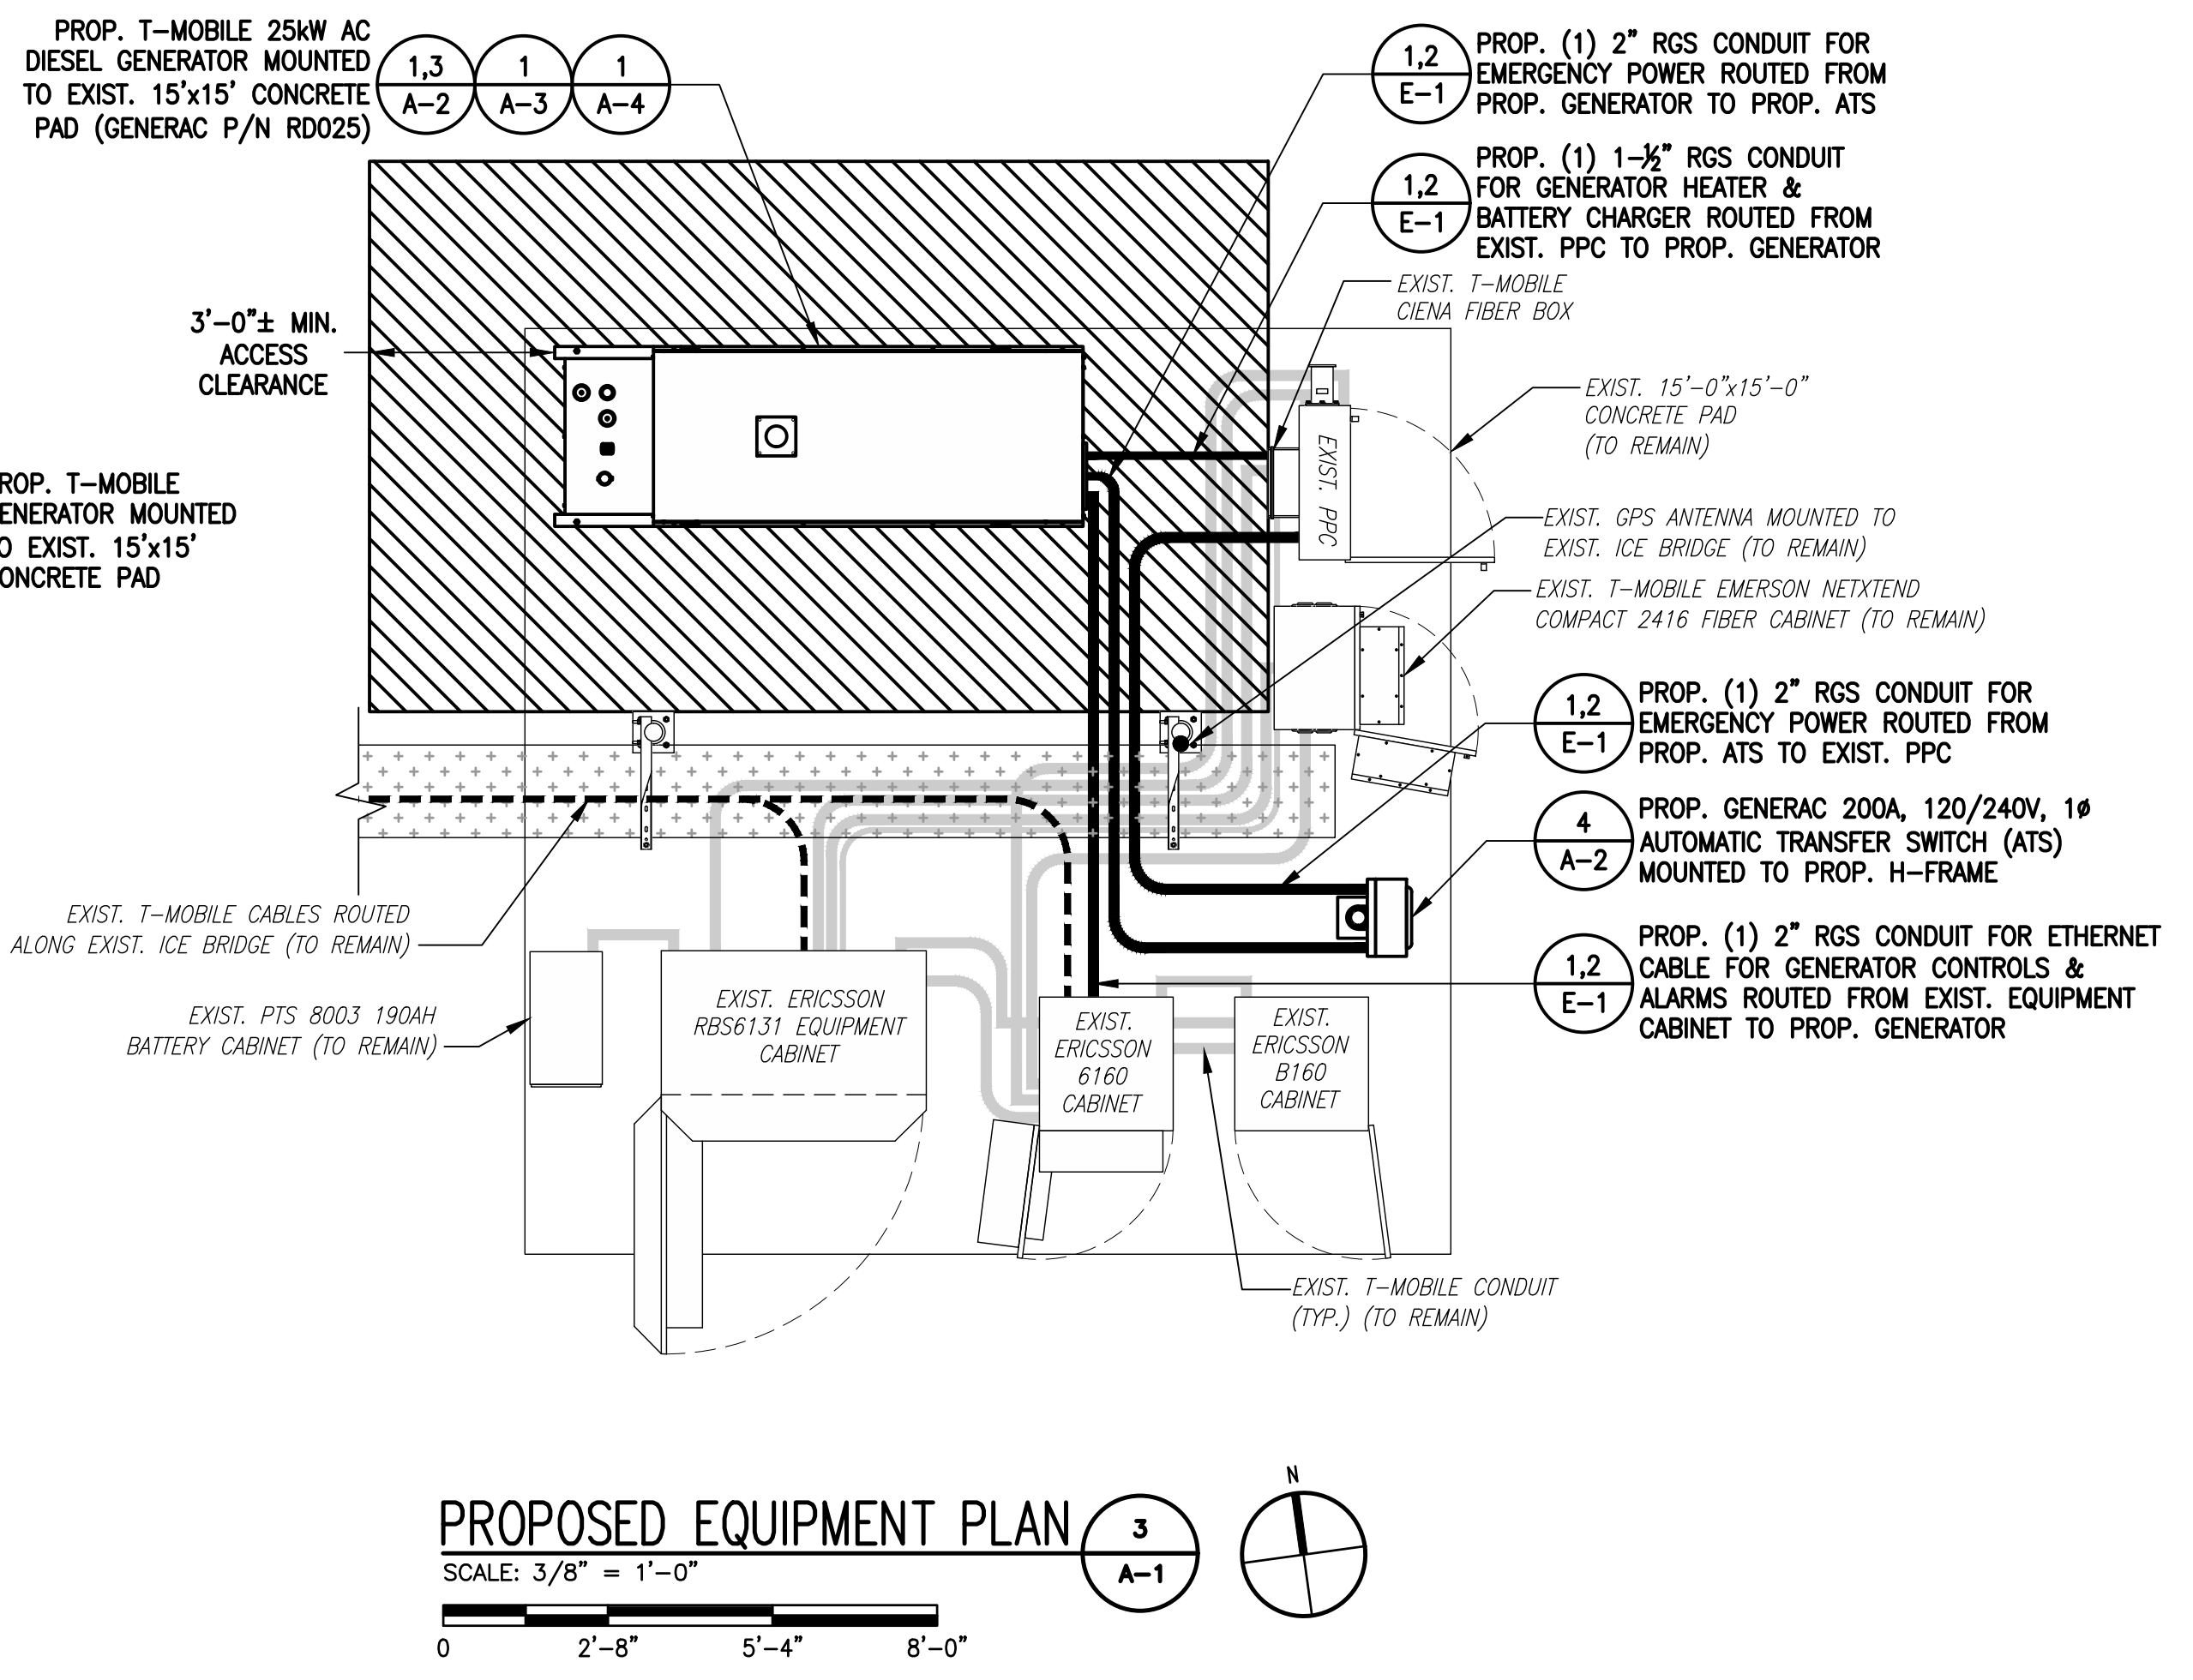 PROP. T-MOBILE 25kW AC
DIESEL GENERATOR MOUNTED
TO EXIST. 15'x15' CONCRETE
PAD (GENERAC P/N RD025)
1,3
A-2
1
A-3
1
A-4
1,2
E-1
PROP. (1) 2" RGS CONDUIT FOR
EMERGENCY POWER ROUTED FROM
PROP. GENERATOR TO PROP. ATS
1,2
E-1
PROP. (1) 1-½" RGS CONDUIT
FOR GENERATOR HEATER &
BATTERY CHARGER ROUTED FROM
EXIST. PPC TO PROP. GENERATOR
EXIST. T-MOBILE
CIENA FIBER BOX
3'-0"± MIN.
ACCESS
CLEARANCE
EXIST. 15'-0"x15'-0"
CONCRETE PAD
(TO REMAIN)
EXIST. PPC
ROP. T-MOBILE
ENERATOR MOUNTED
O EXIST. 15'x15'
ONCRETE PAD
EXIST. GPS ANTENNA MOUNTED TO
EXIST. ICE BRIDGE (TO REMAIN)
EXIST. T-MOBILE EMERSON NETXTEND
COMPACT 2416 FIBER CABINET (TO REMAIN)
1,2
E-1
PROP. (1) 2" RGS CONDUIT FOR
EMERGENCY POWER ROUTED FROM
PROP. ATS TO EXIST. PPC
4
A-2
PROP. GENERAC 200A, 120/240V, 1ø
AUTOMATIC TRANSFER SWITCH (ATS)
MOUNTED TO PROP. H-FRAME
EXIST. T-MOBILE CABLES ROUTED
ALONG EXIST. ICE BRIDGE (TO REMAIN)
1,2
E-1
PROP. (1) 2" RGS CONDUIT FOR ETHERNET
CABLE FOR GENERATOR CONTROLS &
ALARMS ROUTED FROM EXIST. EQUIPMENT
CABINET TO PROP. GENERATOR
EXIST. PTS 8003 190AH
BATTERY CABINET (TO REMAIN)
EXIST. ERICSSON
RBS6131 EQUIPMENT
CABINET
EXIST.
ERICSSON
6160
CABINET
EXIST.
ERICSSON
B160
CABINET
EXIST. T-MOBILE CONDUIT
(TYP.) (TO REMAIN)
PROPOSED EQUIPMENT PLAN
3
A-1
N
SCALE: 3/8" = 1'-0"
0 2'-8" 5'-4" 8'-0"